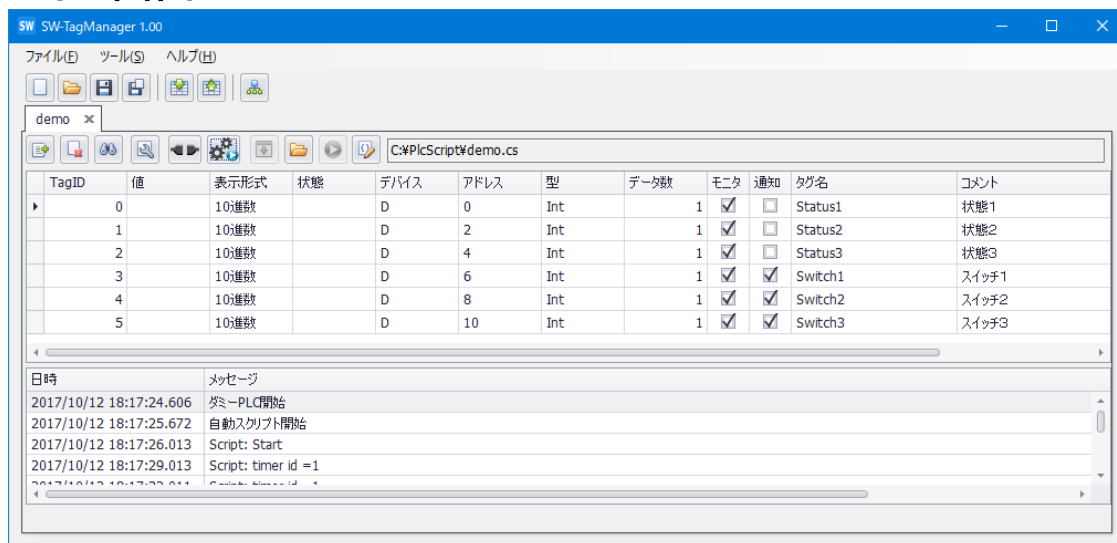 SW SW-TagManager 1.00
ファイル(F) ツール(S) ヘルプ(H)
demo
C:¥PlcScript¥demo.cs
TagID 値 表示形式 状態 デバイス アドレス 型 データ数 モニタ 通知 タグ名 コメント
0 10進数 D 0 Int 1 Status1 状態1
1 10進数 D 2 Int 1 Status2 状態2
2 10進数 D 4 Int 1 Status3 状態3
3 10進数 D 6 Int 1 Switch1 スイッチ1
4 10進数 D 8 Int 1 Switch2 スイッチ2
5 10進数 D 10 Int 1 Switch3 スイッチ3
日時 メッセージ
2017/10/12 18:17:24.606 ダミーPLC開始
2017/10/12 18:17:25.672 自動スクリプト開始
2017/10/12 18:17:26.013 Script: Start
2017/10/12 18:17:29.013 Script: timer id =1